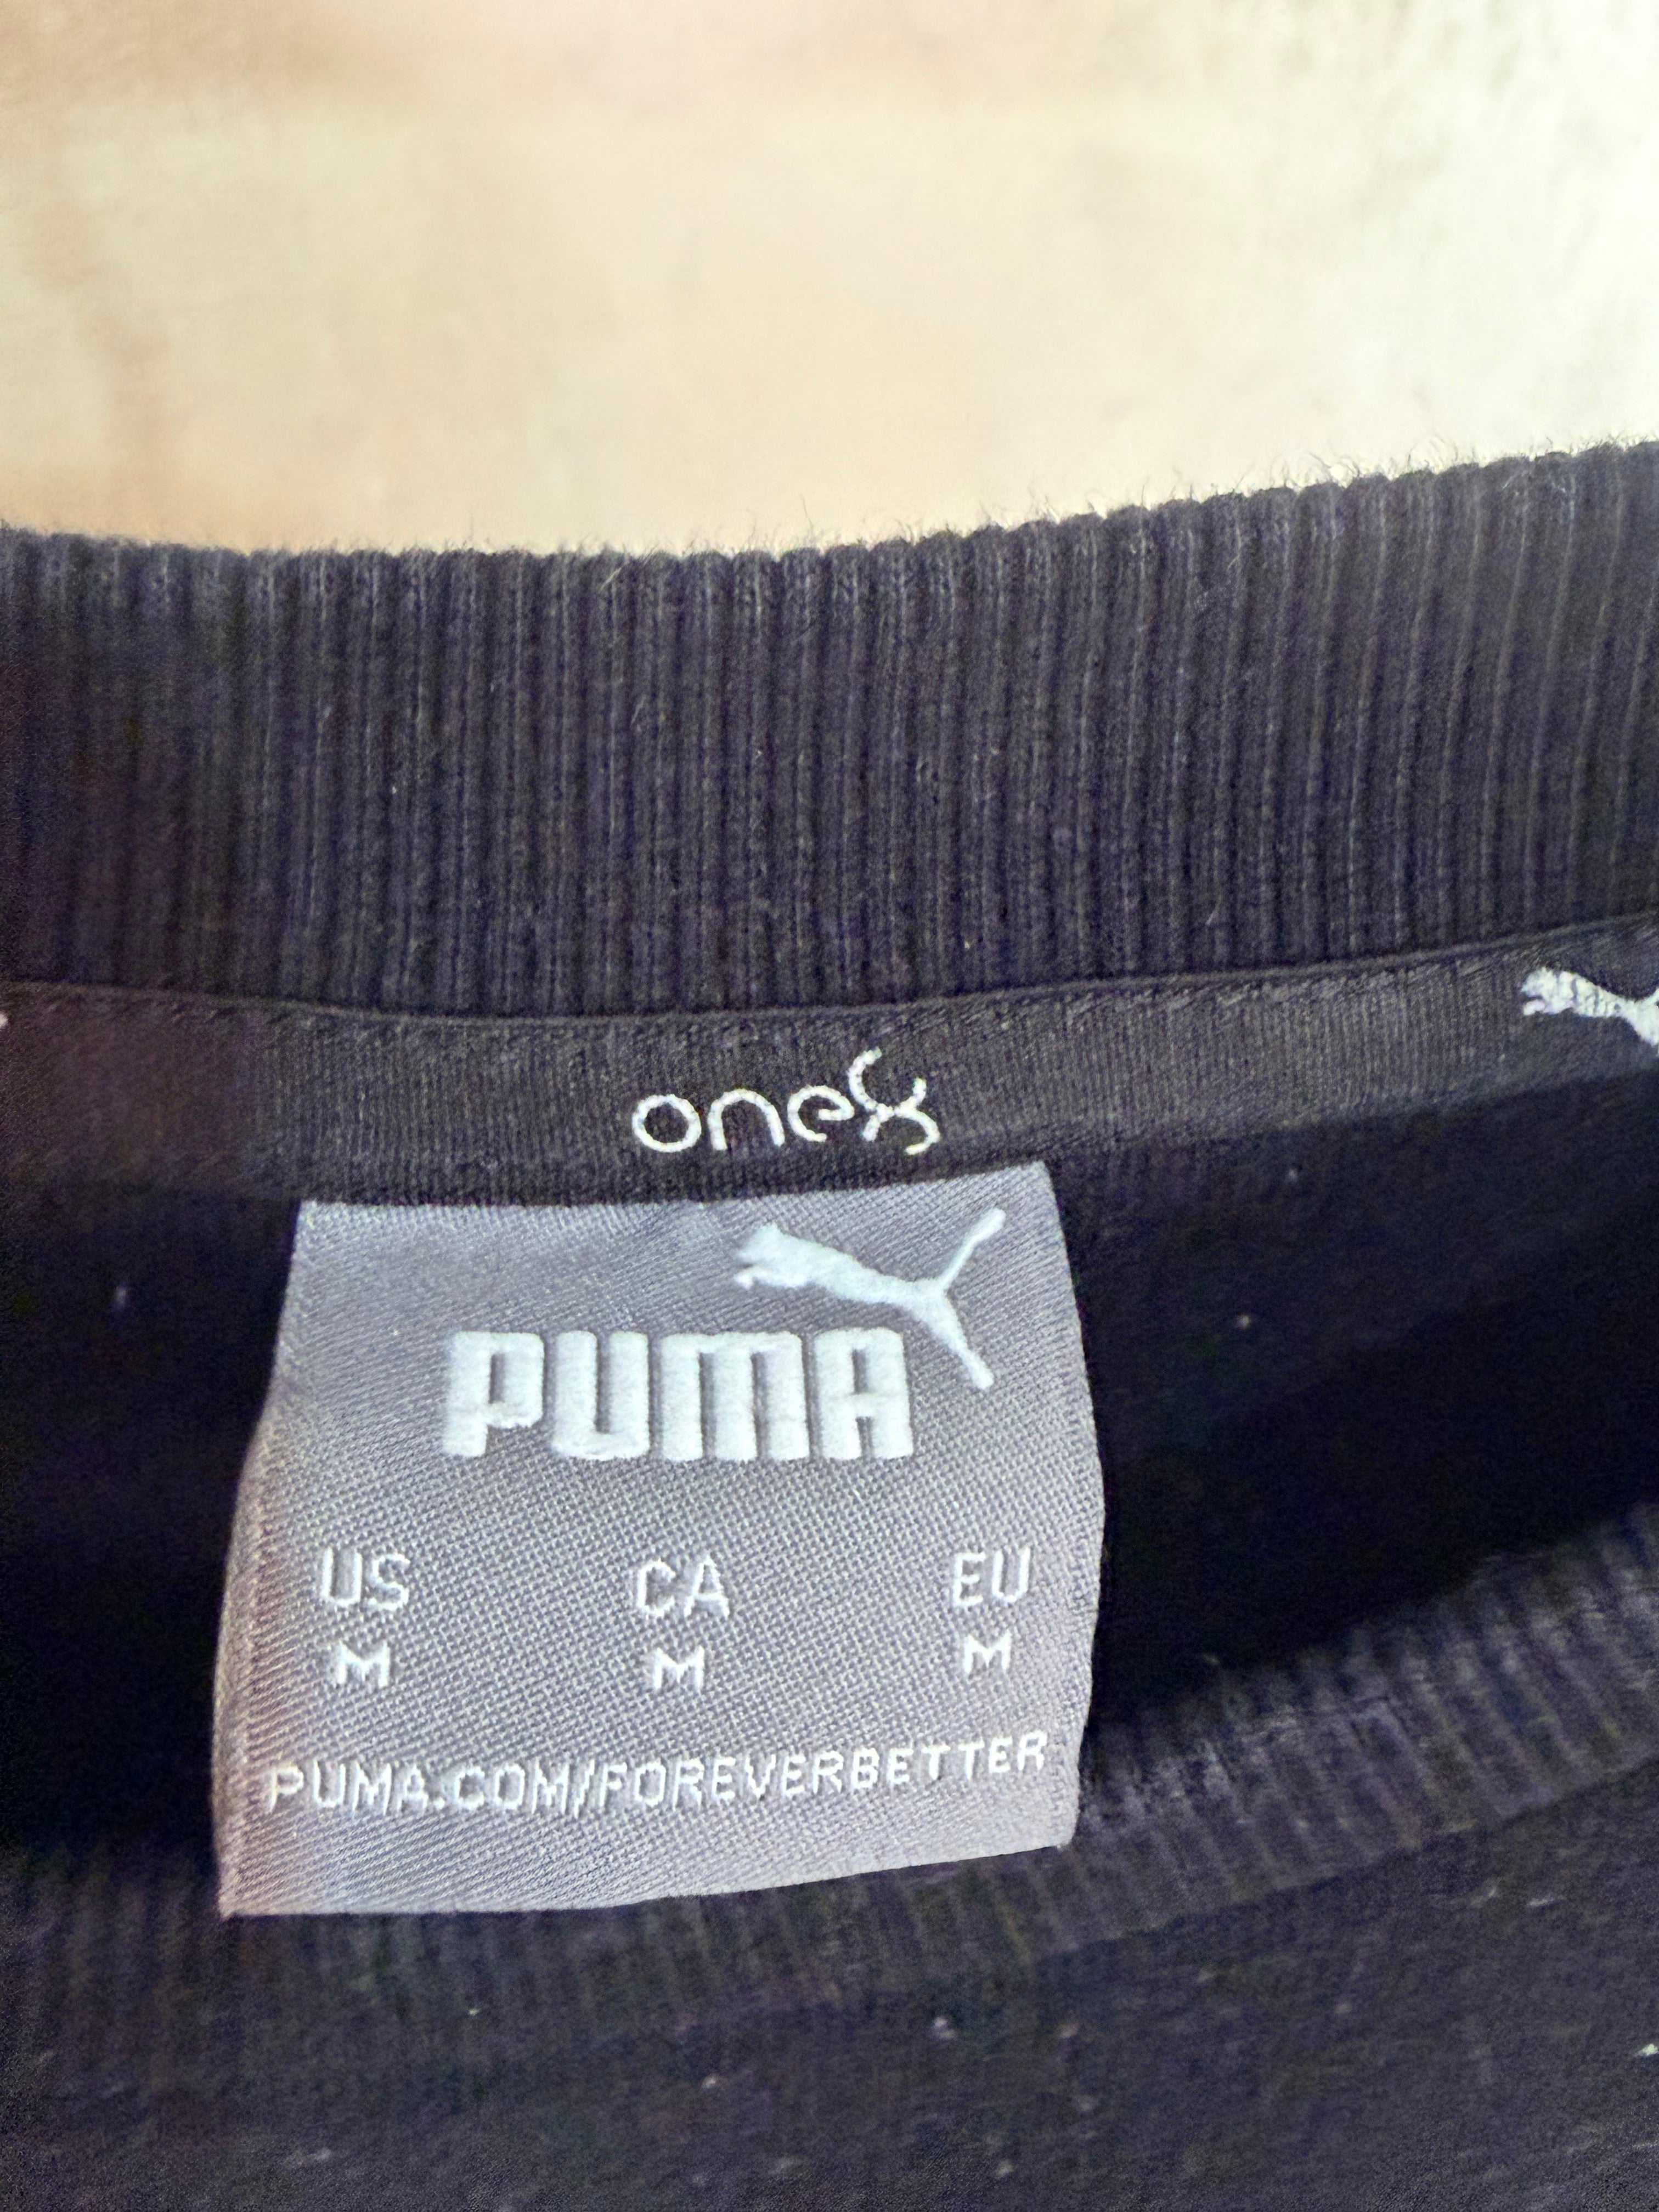 one8
PUMA
US CA EU
M M M
PUMA.COM/FOREVERBETTER